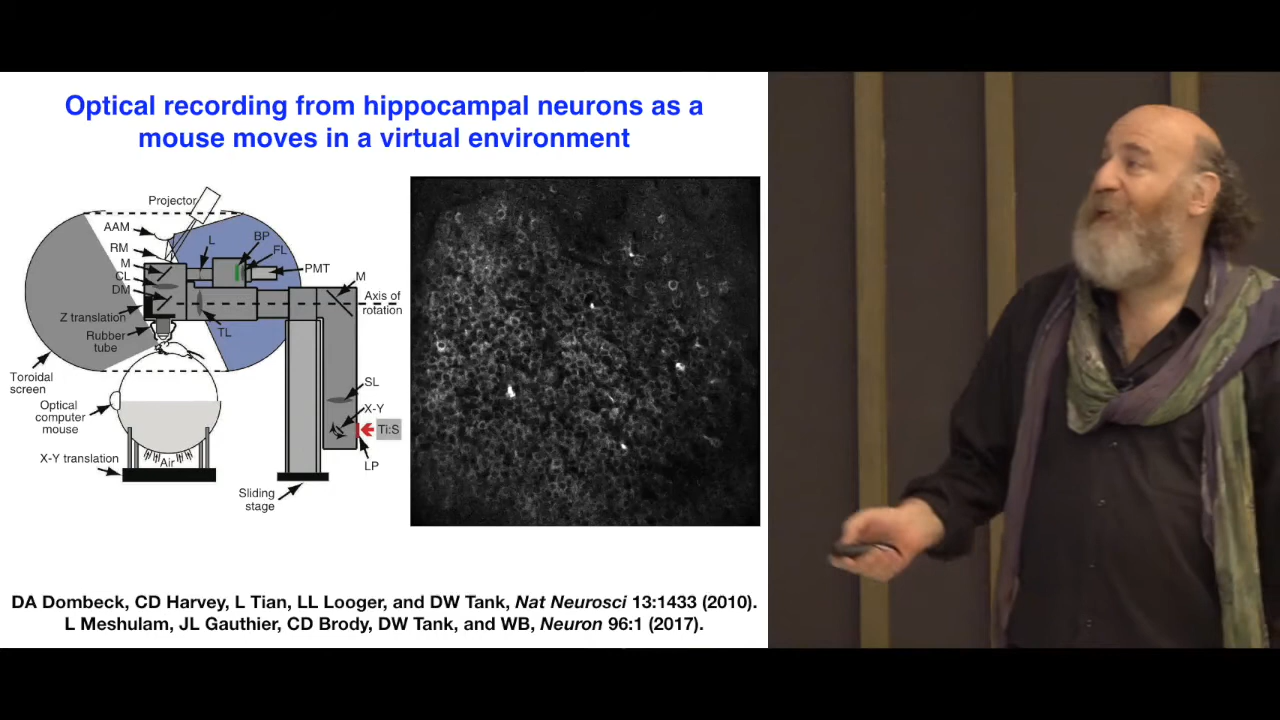 Optical recording from hippocampal neurons as a
mouse moves in a virtual environment
Projector
AAM
RM
M
CL
DM
L
BP
FL
PMT
M
Axis of
rotation
Z translation
Rubber
tube
TL
Toroidal
screen
Optical
computer
mouse
SL
X-Y
Ti:S
LP
X-Y translation
Air
Sliding
stage
DA Dombeck, CD Harvey, L Tian, LL Looger, and DW Tank, Nat Neurosci 13:1433 (2010).
L Meshulam, JL Gauthier, CD Brody, DW Tank, and WB, Neuron 96:1 (2017).